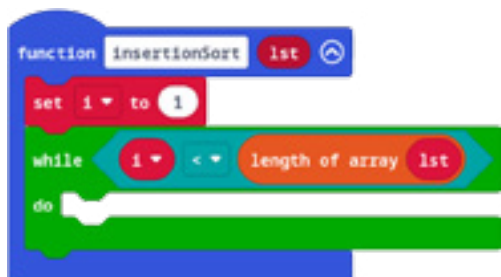 function insertionSort lst
set i to 1
while i < length of array lst
do